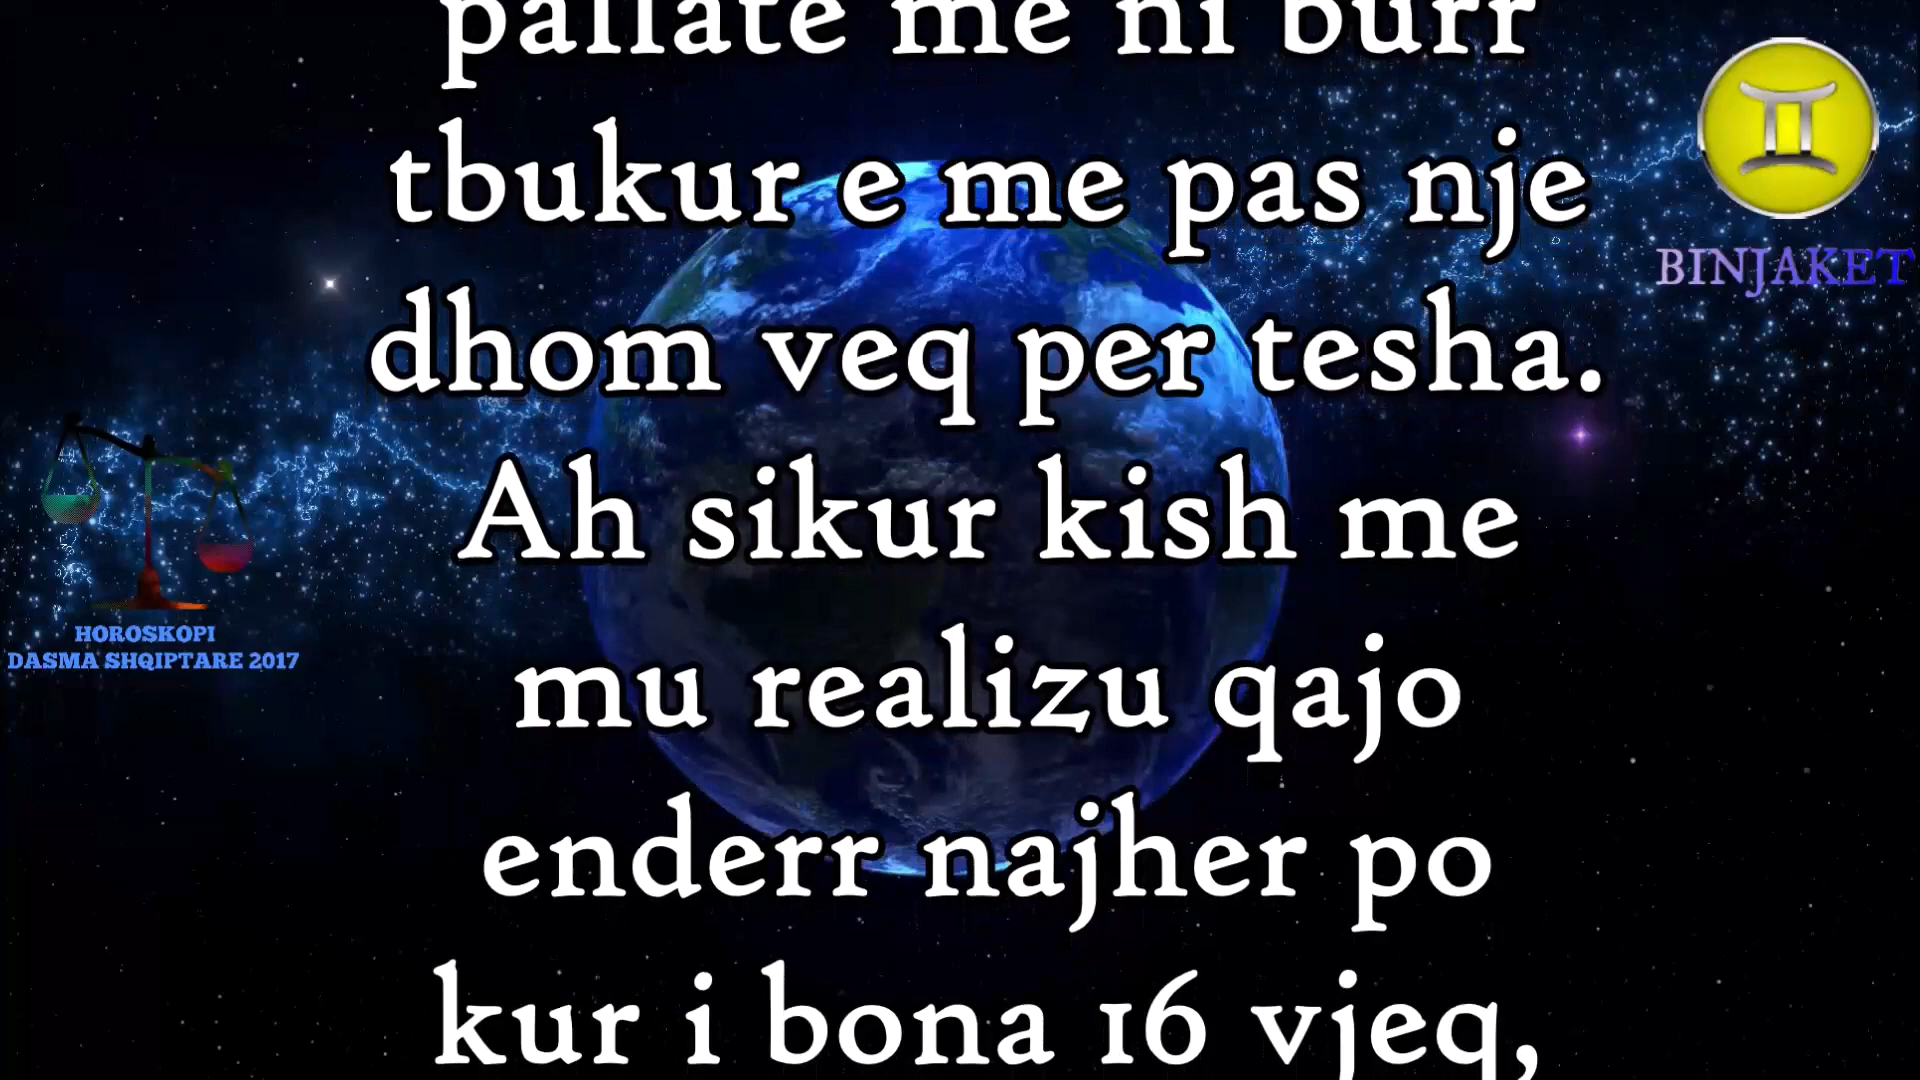 pallate me ni burr
tbukur e me pas nje
dhom veq per tesha.
Ah sikur kish me
mu realizu qajo
enderr najher po
kur i bona 16 vjeq,
BINJAKET
HOROSKOPI
DASMA SHQIPTARE 2017